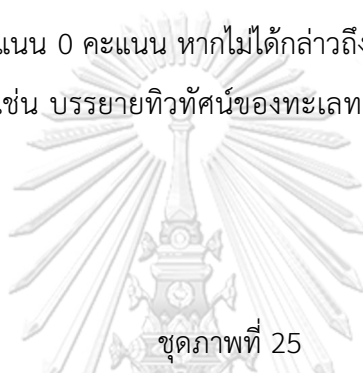 แนน 0 คะแนน หากไม่ได้กล่าวถึง
เช่น บรรยายทิวทัศน์ของทะเลท
ชุดภาพที่ 25